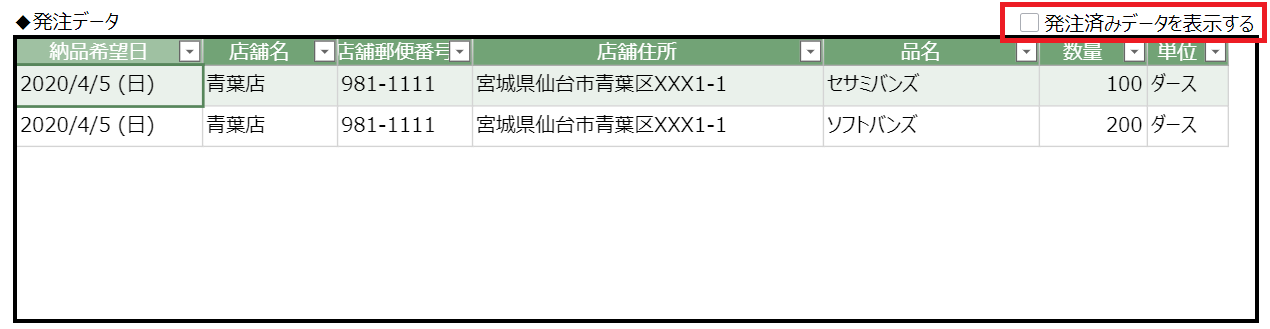 ◆発注データ
発注済みデータを表示する
納品希望日 店舗名 店舗郵便番号 店舗住所 品名 数量 単位
2020/4/5 (日) 青葉店 981-1111 宮城県仙台市青葉区XXX1-1 セサミバンズ 100 ダース
2020/4/5 (日) 青葉店 981-1111 宮城県仙台市青葉区XXX1-1 ソフトバンズ 200 ダース